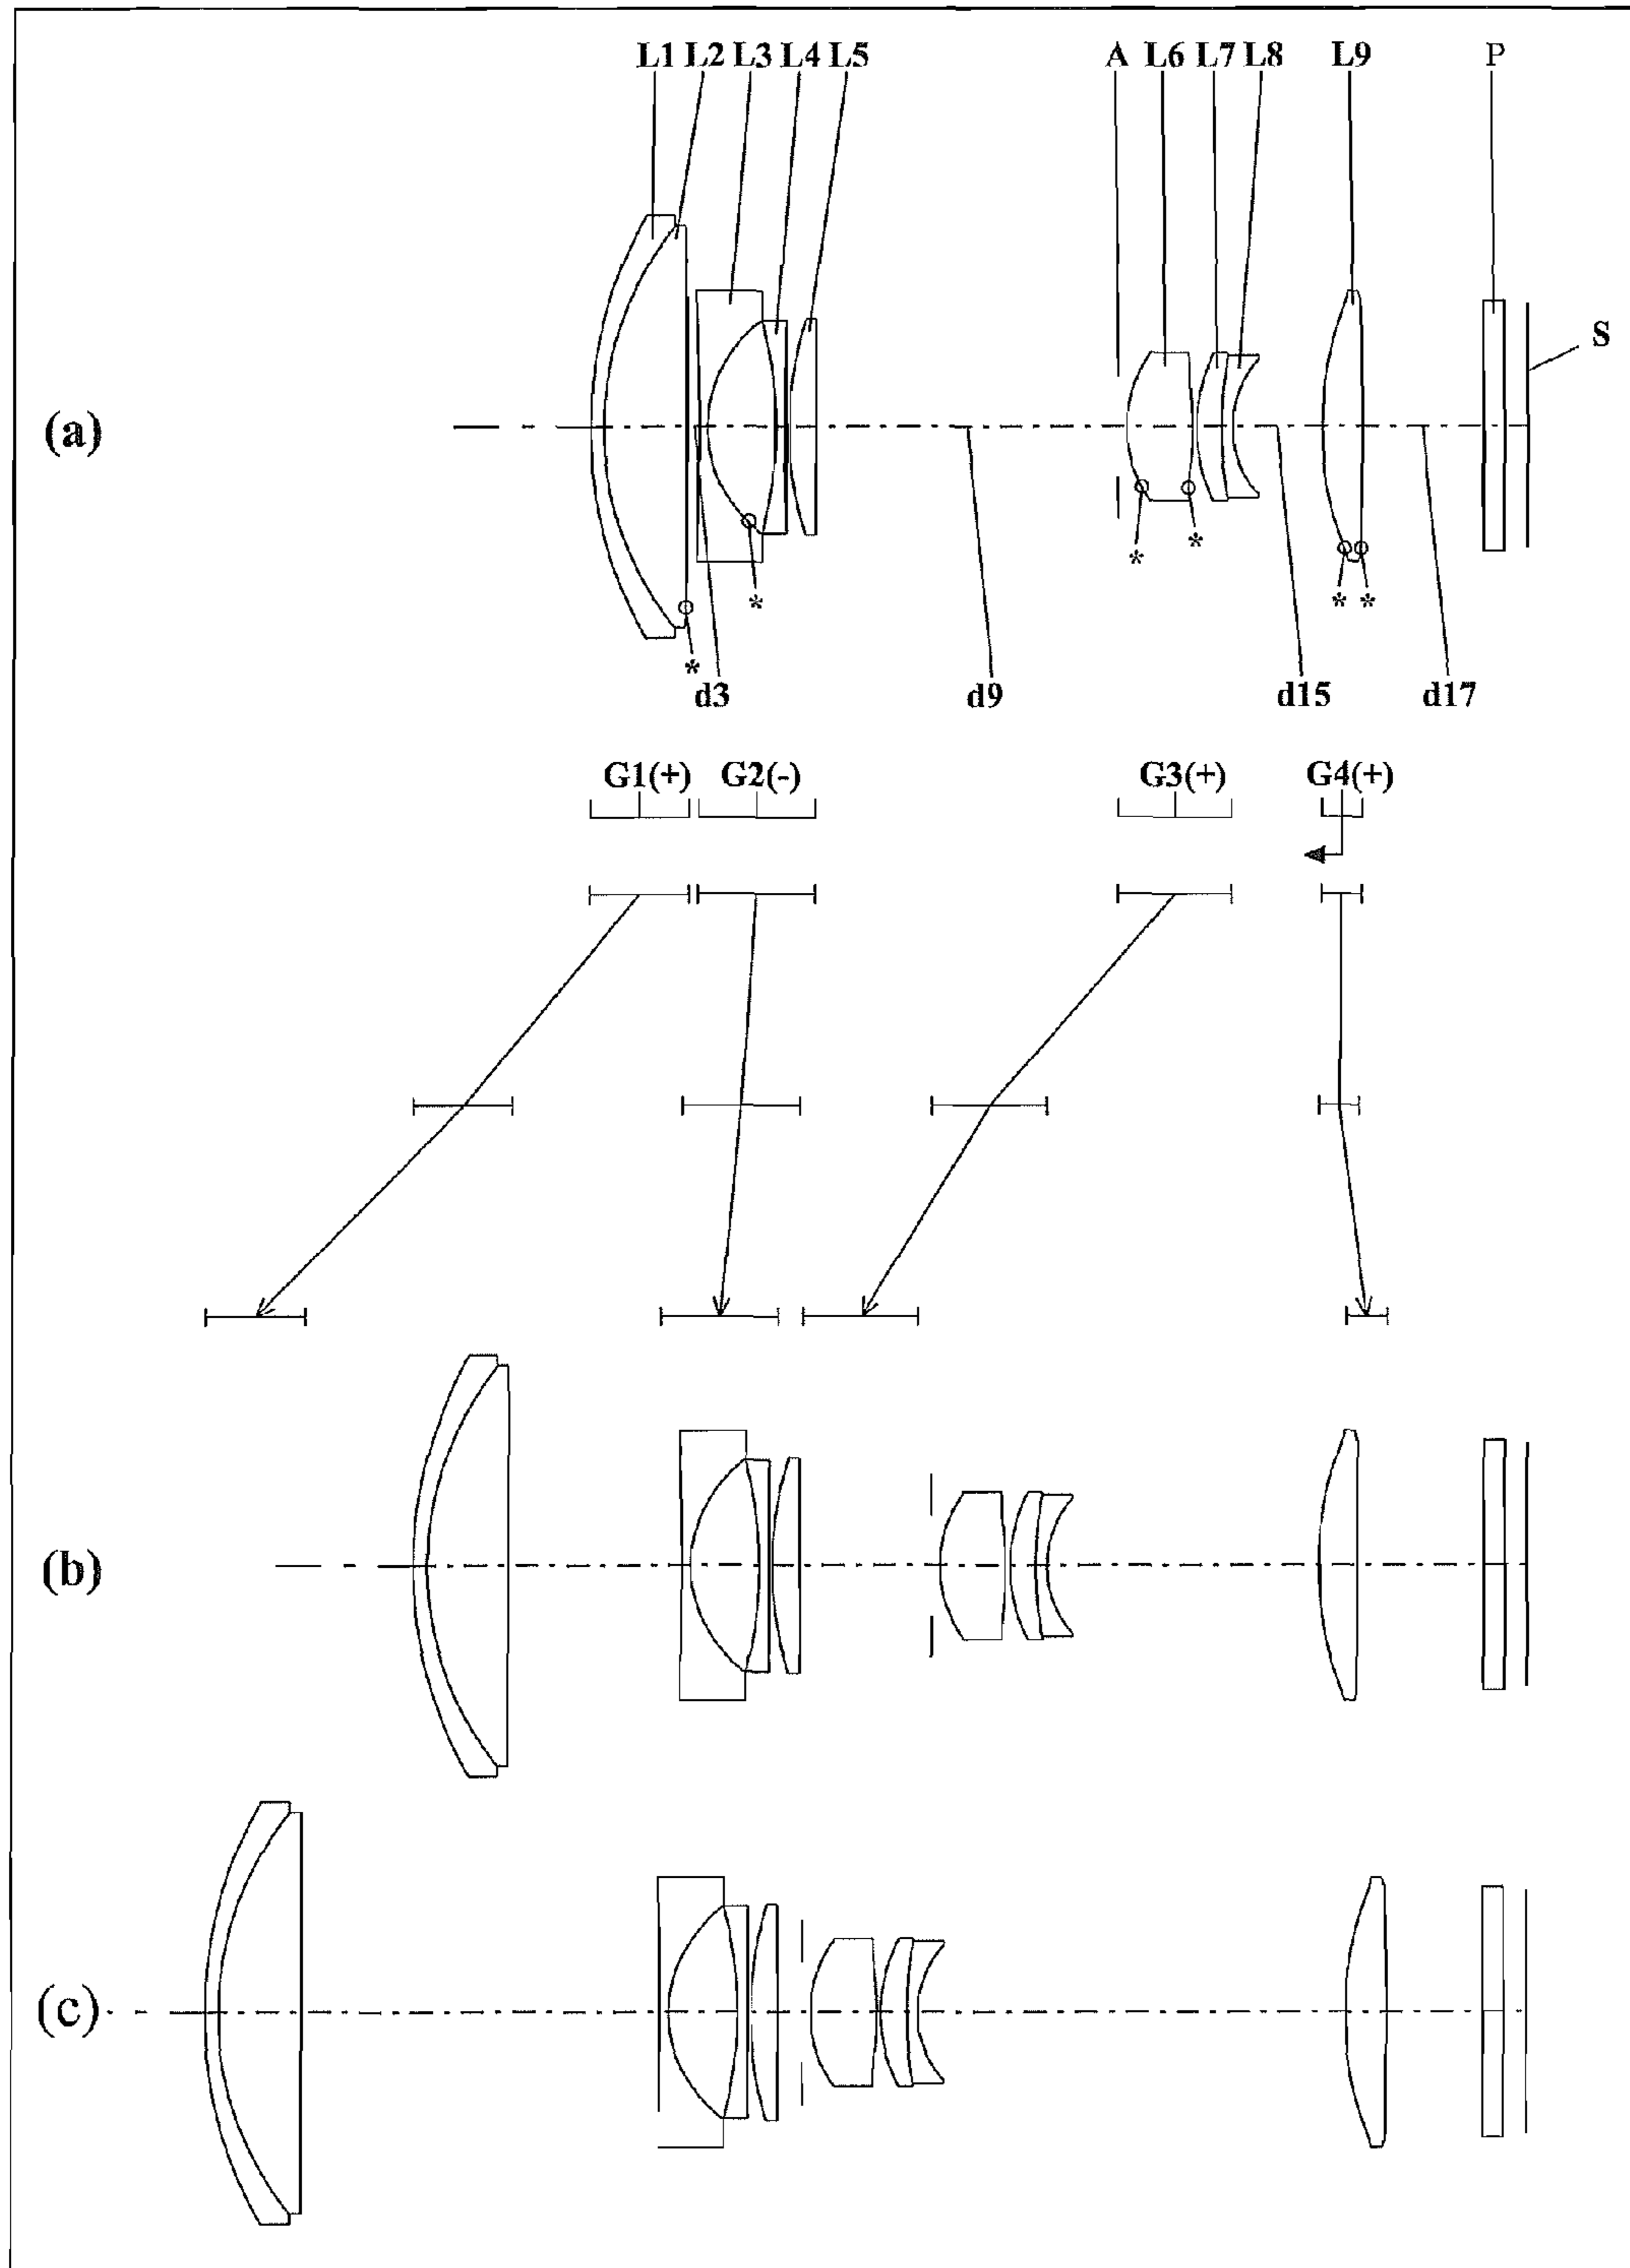 L1 L2 L3 L4 L5 A L6 L7 L8 L9 P
S
(a)
* * * * * *
d3 d9 d15 d17
G1(+) G2(-) G3(+) G4(+)
(b)
(c)